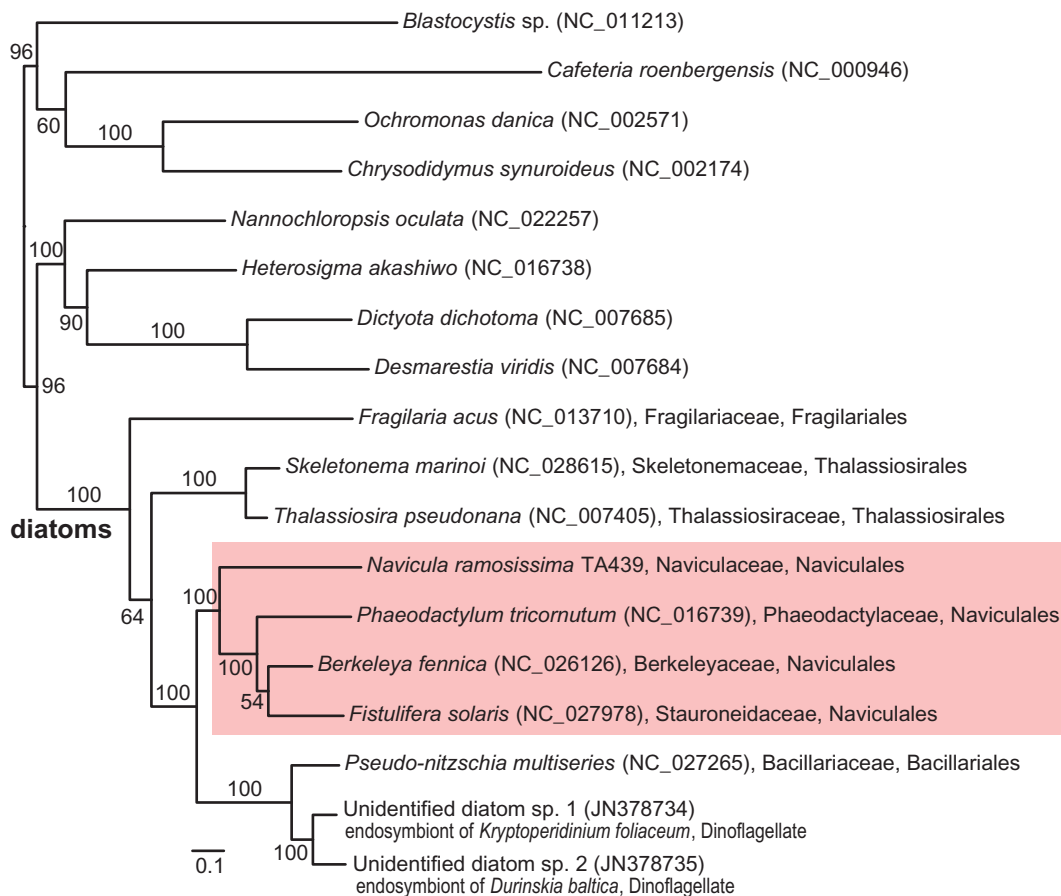 Blastocystis sp. (NC_011213)
96
Cafeteria roenbergensis (NC_000946)
60
100
Ochromonas danica (NC_002571)
Chrysodidymus synuroideus (NC_002174)
Nannochloropsis oculata (NC_022257)
100
Heterosigma akashiwo (NC_016738)
90
100
Dictyota dichotoma (NC_007685)
Desmarestia viridis (NC_007684)
96
Fragilaria acus (NC_013710), Fragilariaceae, Fragilariales
100
diatoms
100
Skeletonema marinoi (NC_028615), Skeletonemaceae, Thalassiosirales
Thalassiosira pseudonana (NC_007405), Thalassiosiraceae, Thalassiosirales
64
100
Navicula ramosissima TA439, Naviculaceae, Naviculales
100
Phaeodactylum tricornutum (NC_016739), Phaeodactylaceae, Naviculales
100
Berkeleya fennica (NC_026126), Berkeleyaceae, Naviculales
54
Fistulifera solaris (NC_027978), Stauroneidaceae, Naviculales
100
Pseudo-nitzschia multiseries (NC_027265), Bacillariaceae, Bacillariales
100
Unidentified diatom sp. 1 (JN378734)
endosymbiont of Kryptoperidinium foliaceum, Dinoflagellate
Unidentified diatom sp. 2 (JN378735)
endosymbiont of Durinskia baltica, Dinoflagellate
0.1